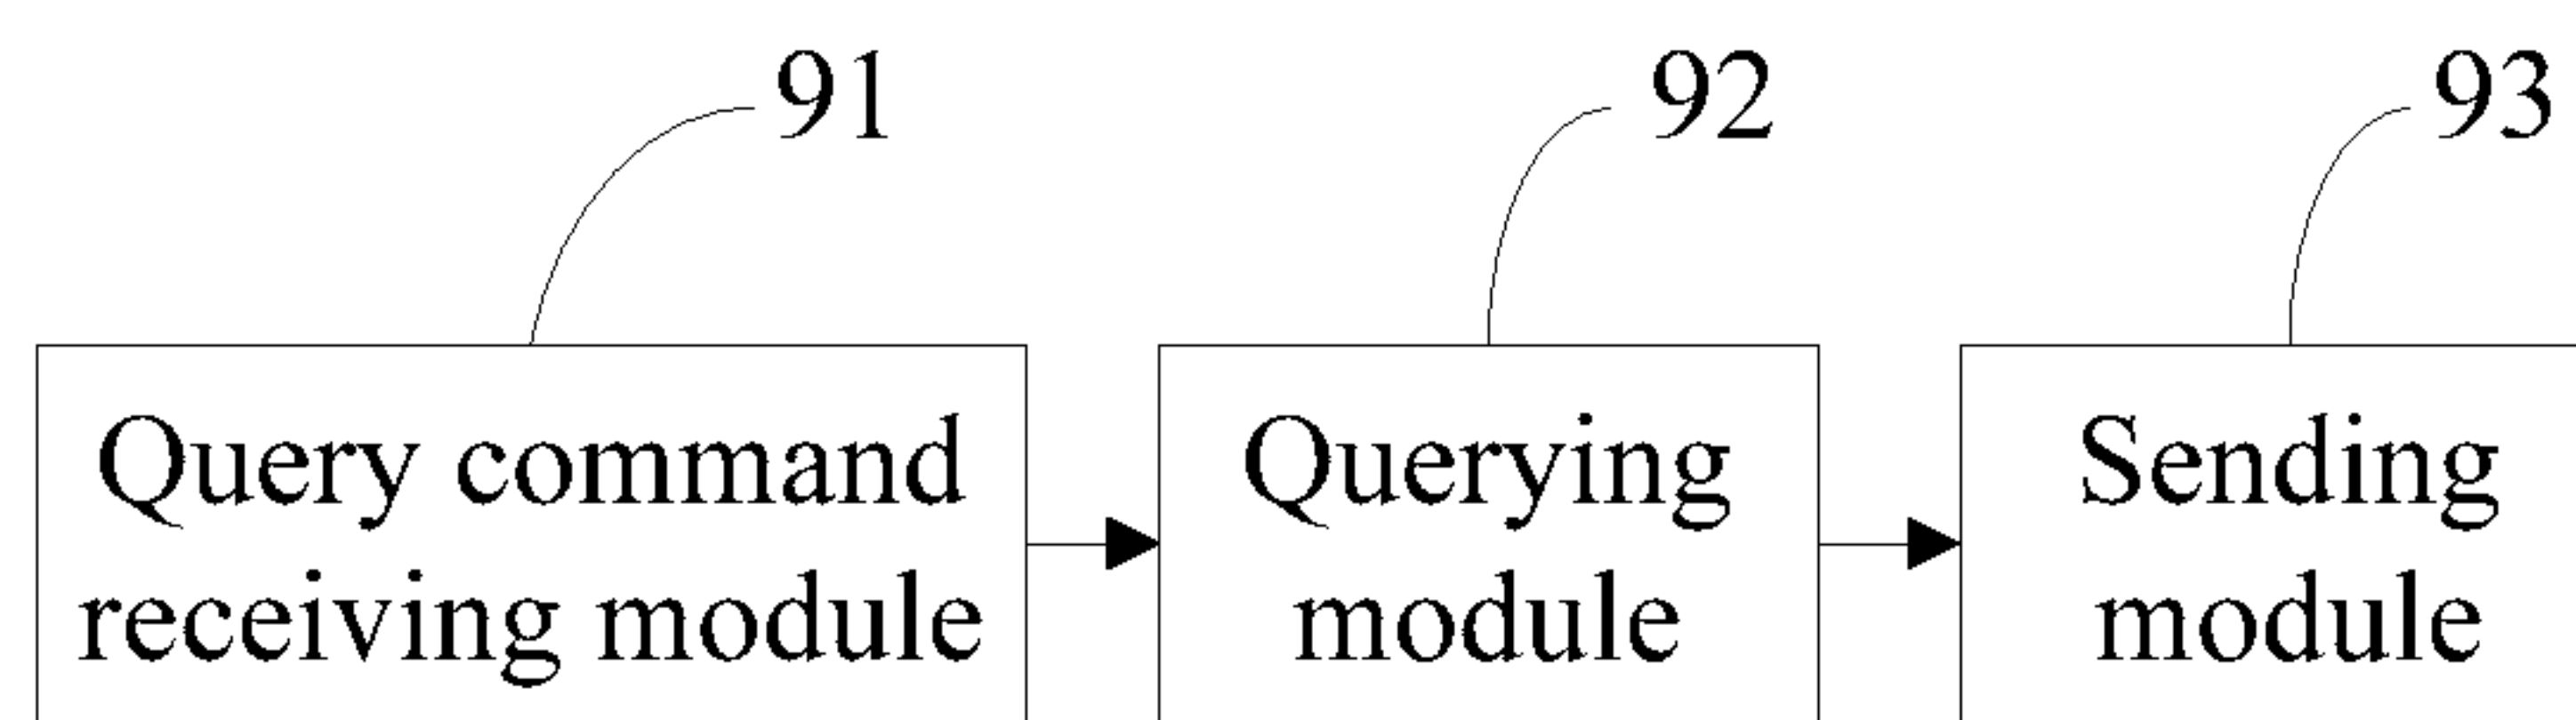 91
92
93
Query command
receiving module
Querying
module
Sending
module